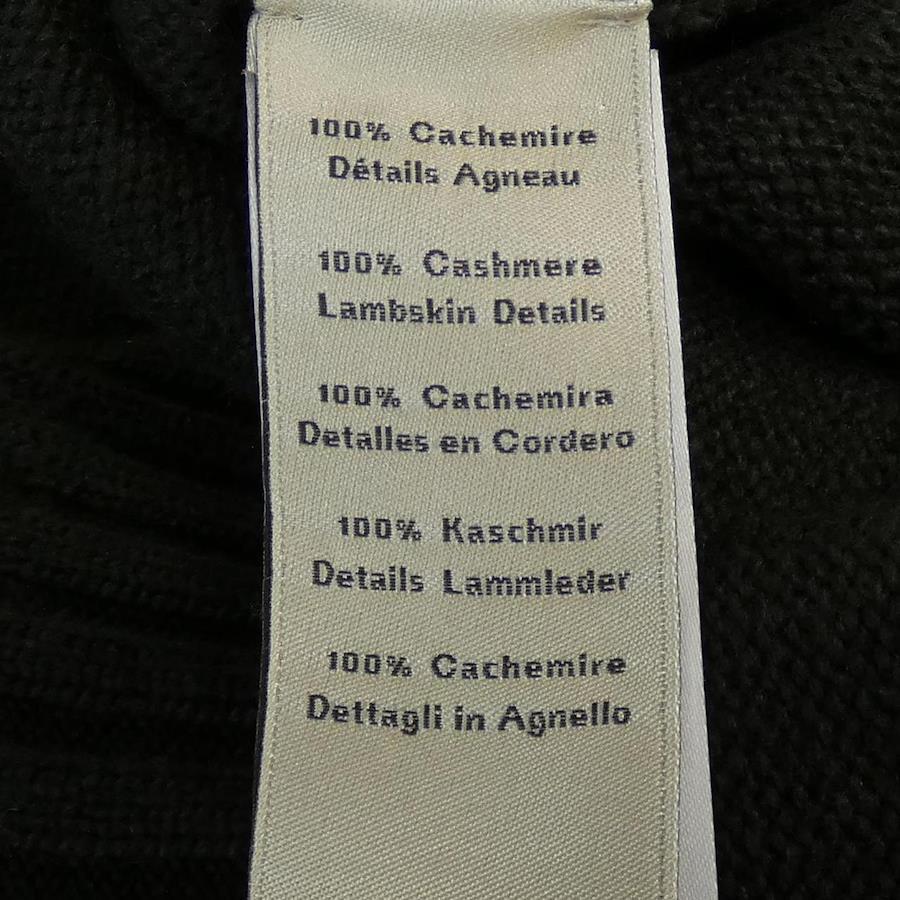 100% Cachemire
Détails Agneau
100% Cashmere
Lambskin Details
100% Cachemira
Detalles en Cordero
100% Kaschmir
Details Lammleder
100% Cachemire
Dettagli in Agnello